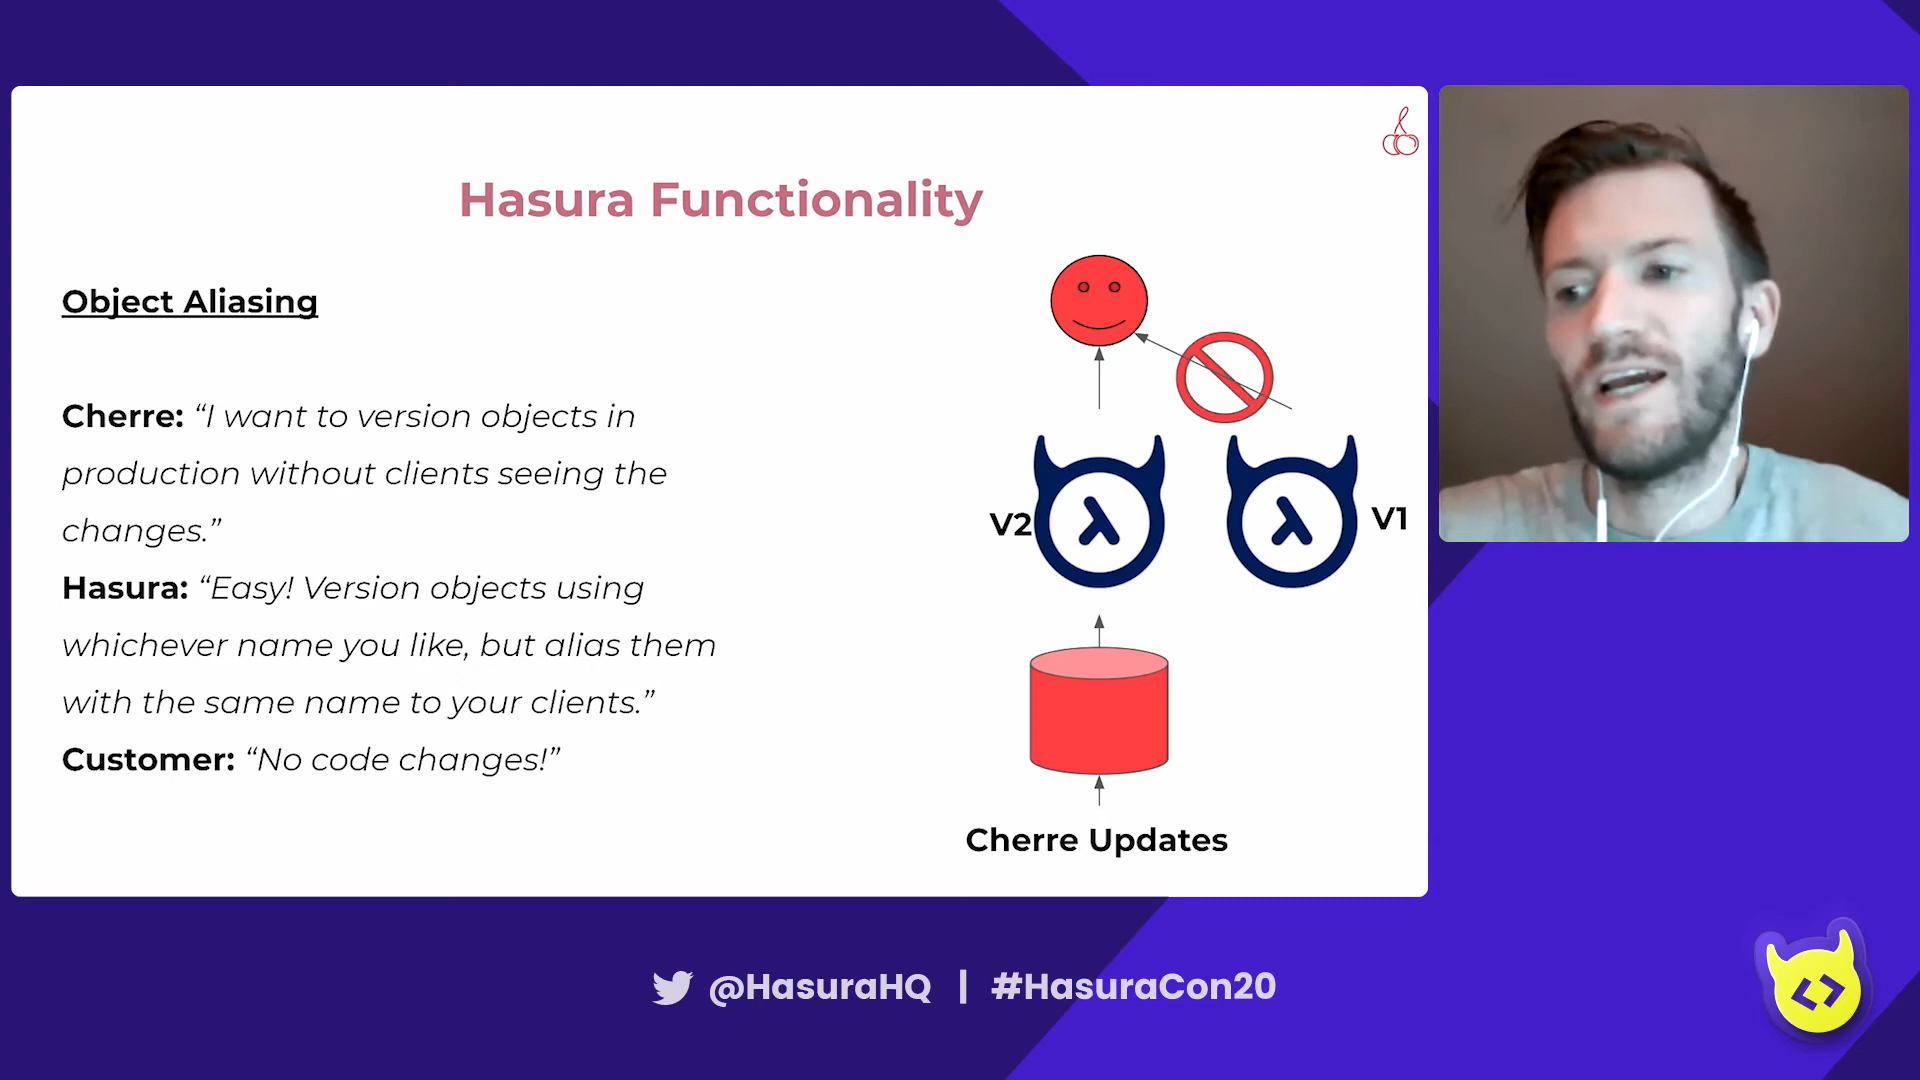 Hasura Functionality
Object Aliasing
Cherre: “I want to version objects in
production without clients seeing the
changes.”
Hasura: “Easy! Version objects using
whichever name you like, but alias them
with the same name to your clients.”
Customer: “No code changes!”
V2
V1
Cherre Updates
@HasuraHQ | #HasuraCon20